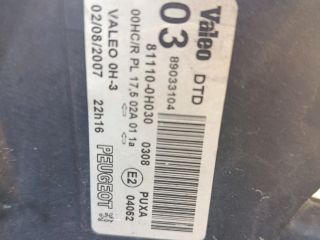 Valeo DTD
03 89033104
81110-0H030 0308 PUXA
00HC/R PL 17,5 02A 01 1a E2 04062
VALEO 0H-3
02/08/2007 22h16 PEUGEOT